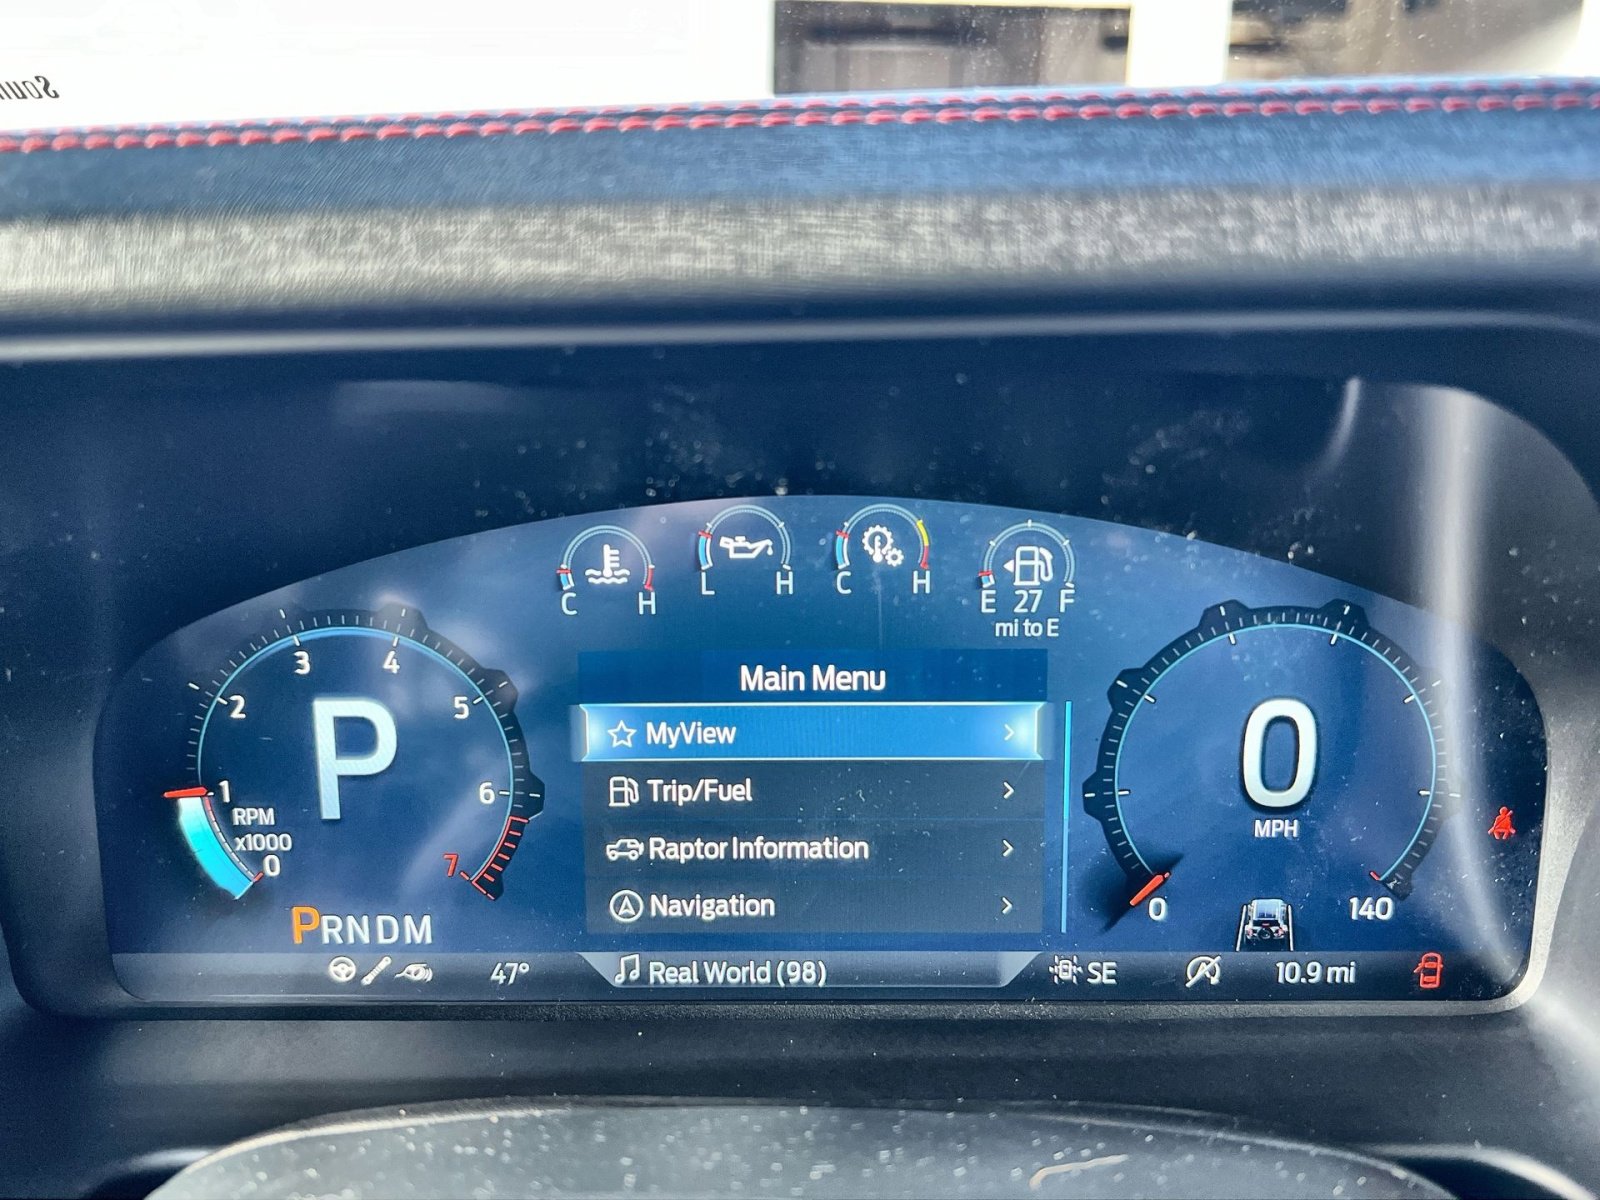 C H
L H
C H
E 27 F
mi to E
Main Menu
MyView
Trip/Fuel
Raptor Information
Navigation
Real World (98)
3 4
2 5
1 6
0 7
RPM
x1000
P
PRNDM
47°
0
MPH
0 140
SE
10.9 mi